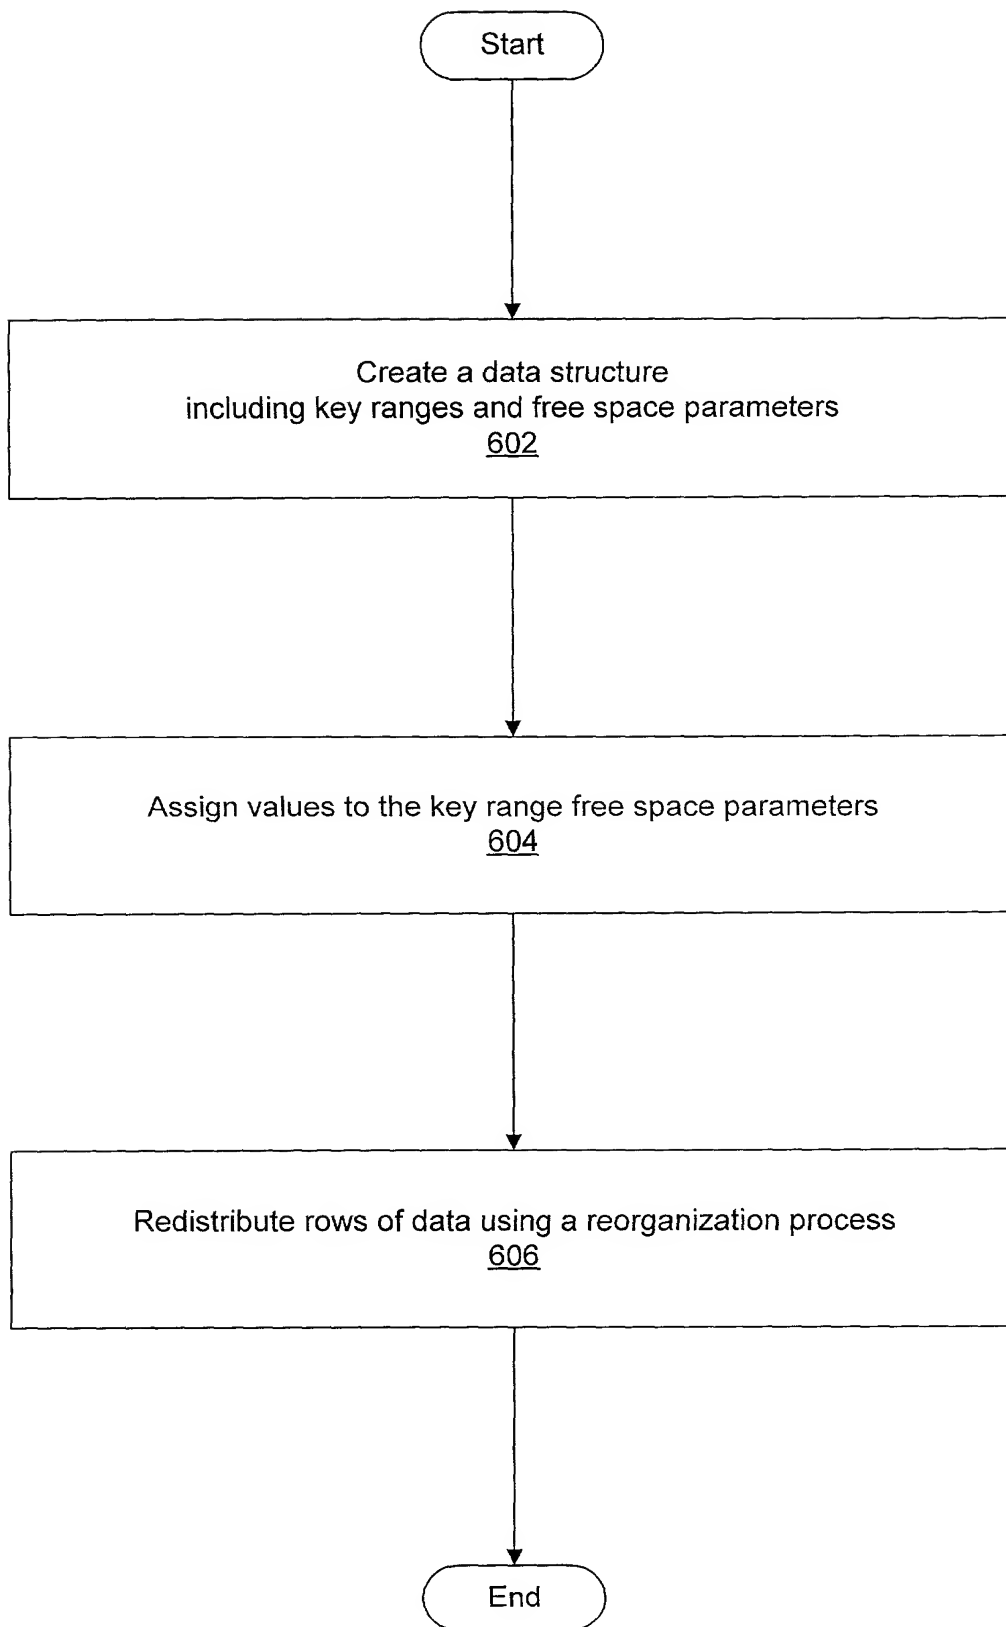 Start
Create a data structure
including key ranges and free space parameters
602
Assign values to the key range free space parameters
604
Redistribute rows of data using a reorganization process
606
End